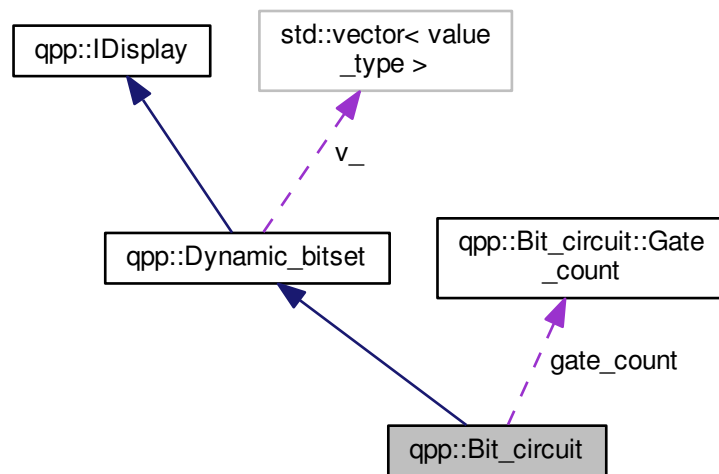 qpp::IDisplay
std::vector< value
_type >
v_
qpp::Dynamic_bitset
qpp::Bit_circuit::Gate
_count
gate_count
qpp::Bit_circuit